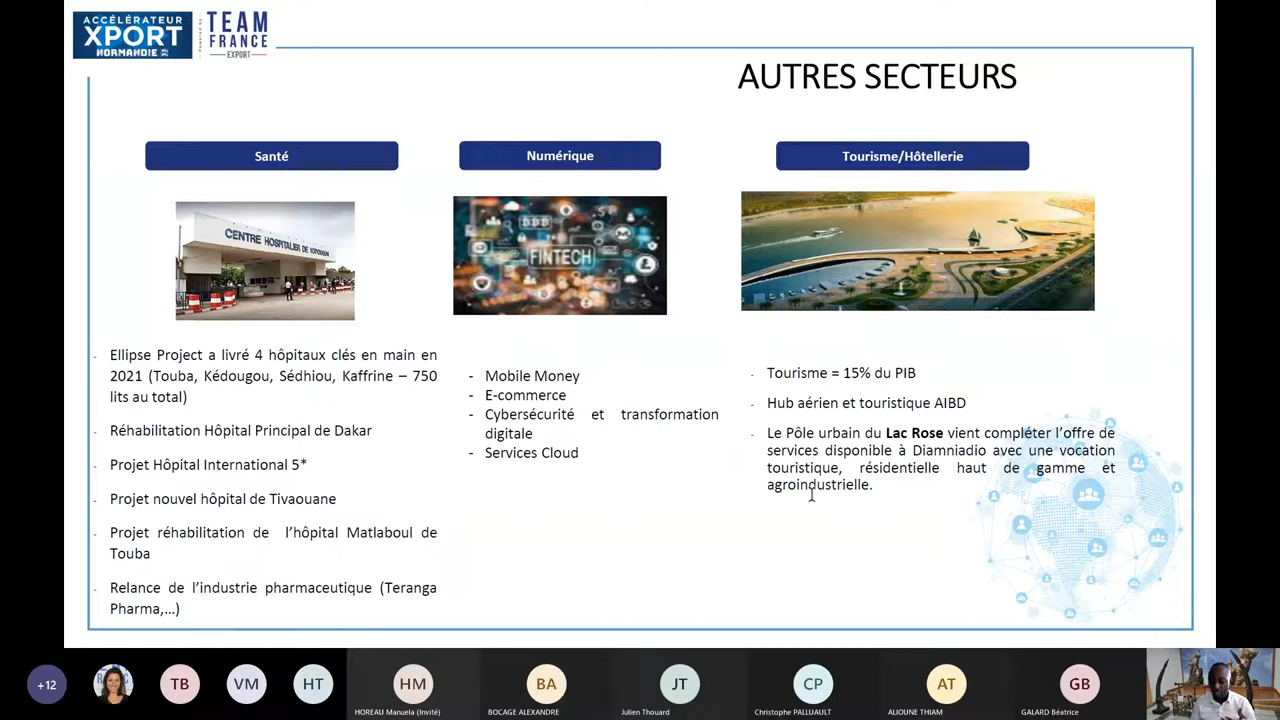 ACCÉLÉRATEUR
XPORT
NORMANDIE
TEAM
FRANCE
EXPORT
AUTRES SECTEURS
Santé
Numérique
Tourisme/Hôtellerie
CENTRE HOSPITALIER DE
FINTECH
- Ellipse Project a livré 4 hôpitaux clés en main en
2021 (Touba, Kédougou, Sédhiou, Kaffrine – 750
lits au total)
- Réhabilitation Hôpital Principal de Dakar
- Projet Hôpital International 5*
- Projet nouvel hôpital de Tivaouane
- Projet réhabilitation de l’hôpital Matlaboul de
Touba
- Relance de l’industrie pharmaceutique (Teranga
Pharma,…)
- Mobile Money
- E-commerce
- Cybersécurité et transformation
digitale
- Services Cloud
- Tourisme = 15% du PIB
- Hub aérien et touristique AIBD
- Le Pôle urbain du Lac Rose vient compléter l’offre de
services disponible à Diamniadio avec une vocation
touristique, résidentielle haut de gamme et
agroindustrielle.
+12
TB
VM
HT
HM
BA
JT
CP
AT
GB
HOREAU Manuela (Invité)
BOCAGE ALEXANDRE
Julien Thouard
Christophe PALLUAULT
ALIOUNE THIAM
GALARD Béatrice